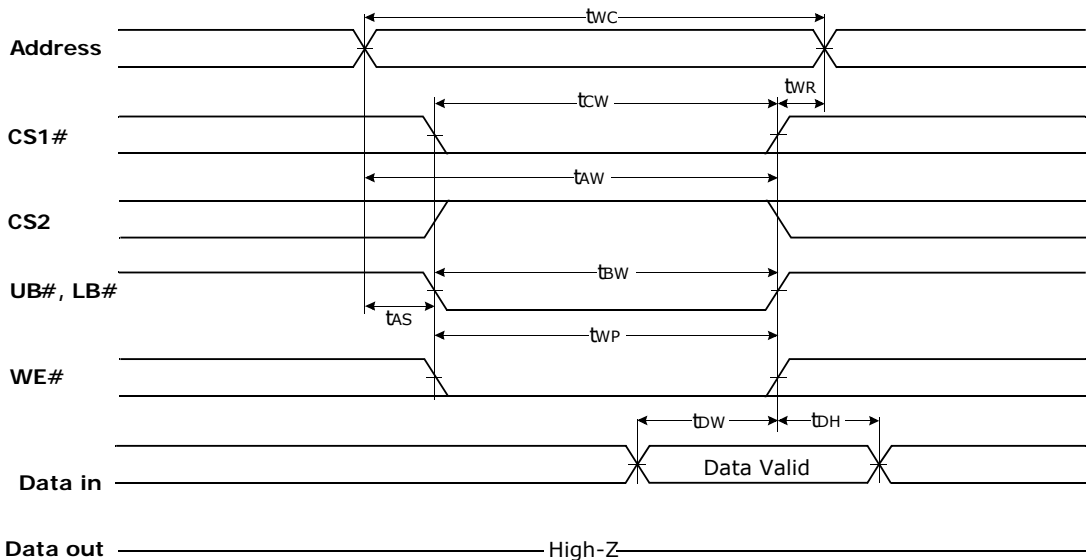 tWC
Address
tCW
tWR
CS1#
tAW
CS2
tBW
UB#, LB#
tAS
tWP
WE#
tDW
tDH
Data Valid
Data in
Data out
High-Z